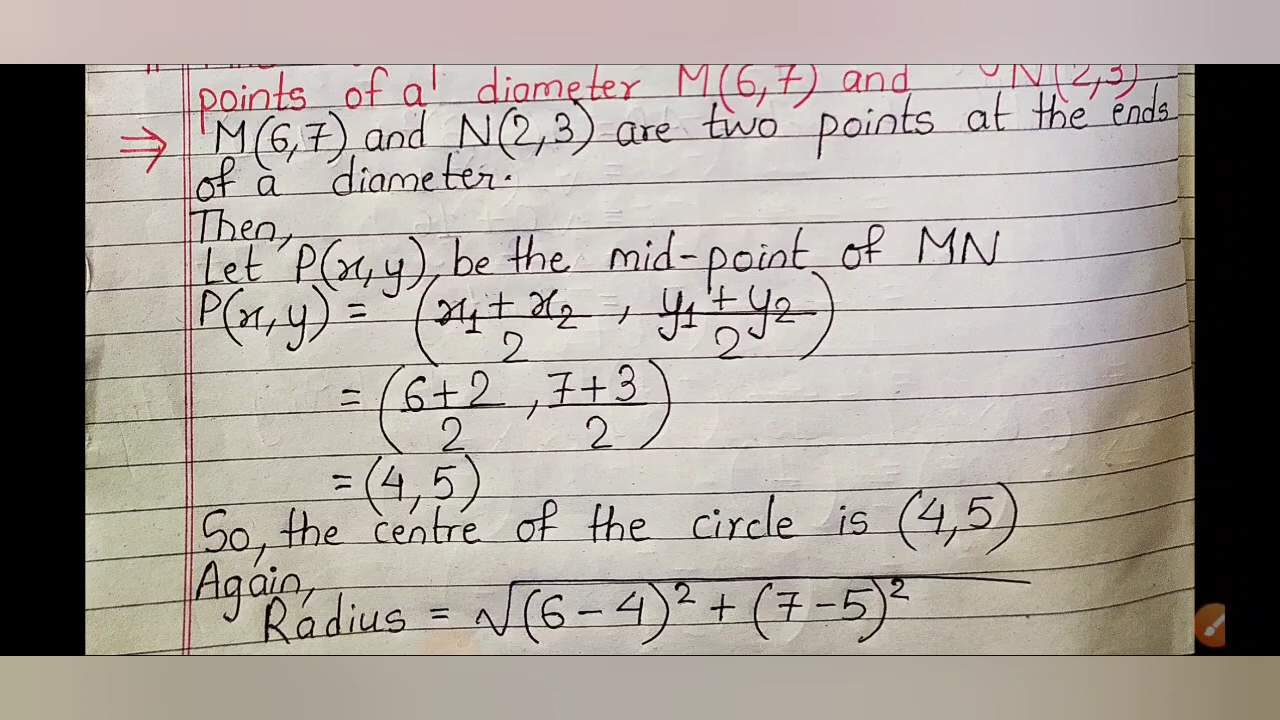 points of a diameter M(6,7) and N(2,3)
⇒ M(6,7) and N(2,3) are two points at the ends
of a diameter.
Then,
Let P(x,y), be the mid-point of MN
P(x,y) = (x₁+x₂/2 , y₁+y₂/2)
= (6+2/2 , 7+3/2)
= (4,5)
So, the centre of the circle is (4,5)
Again,
Radius = √(6-4)² + (7-5)²